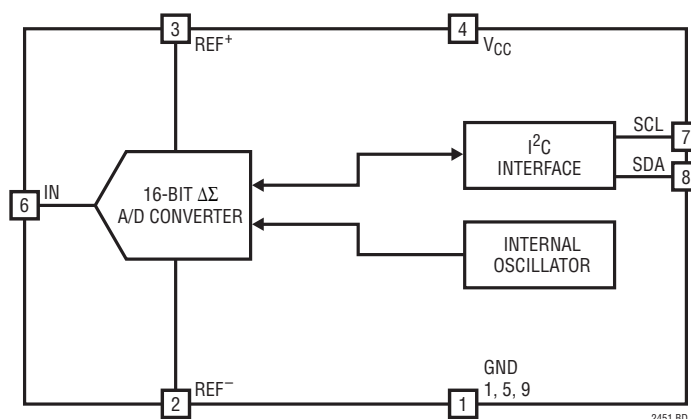 3
REF+
4
VCC
SCL
7
I2C
INTERFACE
SDA
8
6
IN
16-BIT ΔΣ
A/D CONVERTER
INTERNAL
OSCILLATOR
GND
1, 5, 9
2
REF−
1
2451 BD